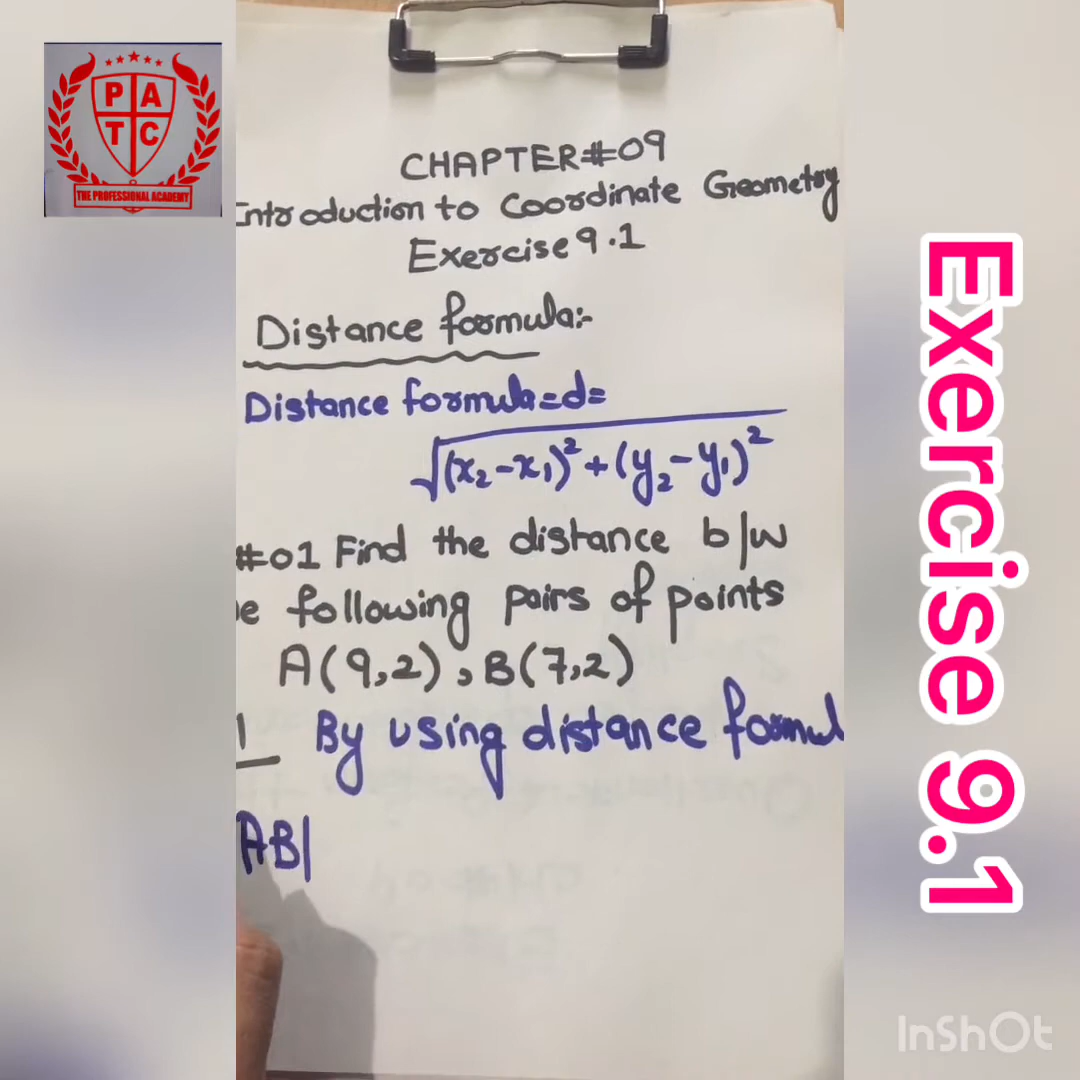 P A
T C
THE PROFESSIONAL ACADEMY
CHAPTER#09
Introduction to Coordinate Geometry
Exercise 9.1
Distance formula:-
Distance formula=d=
√(x₂-x₁)²+(y₂-y₁)²
#01 Find the distance b/w
e following pairs of points
A(9,2), B(7,2)
1 By using distance formul
AB|
Exercise 9.1
InShOt